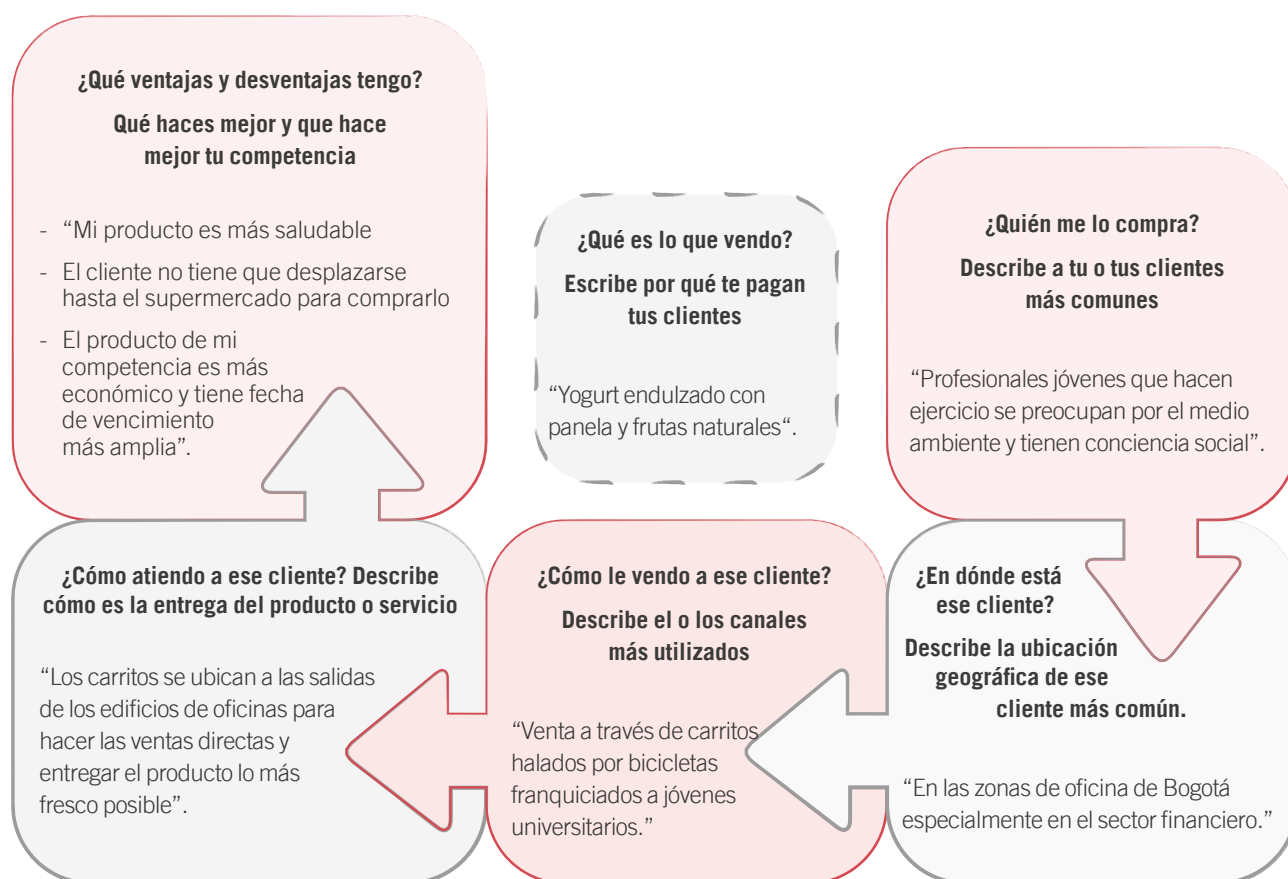 ¿Qué ventajas y desventajas tengo?
Qué haces mejor y que hace
mejor tu competencia
- “Mi producto es más saludable
- El cliente no tiene que desplazarse
hasta el supermercado para comprarlo
- El producto de mi
competencia es más
económico y tiene fecha
de vencimiento
más amplia”.
¿Qué es lo que vendo?
Escribe por qué te pagan
tus clientes
“Yogurt endulzado con
panela y frutas naturales“.
¿Quién me lo compra?
Describe a tu o tus clientes
más comunes
“Profesionales jóvenes que hacen
ejercicio se preocupan por el medio
ambiente y tienen conciencia social”.
¿Cómo atiendo a ese cliente? Describe
cómo es la entrega del producto o servicio
“Los carritos se ubican a las salidas
de los edificios de oficinas para
hacer las ventas directas y
entregar el producto lo más
fresco posible”.
¿Cómo le vendo a ese cliente?
Describe el o los canales
más utilizados
“Venta a través de carritos
halados por bicicletas
franquiciados a jóvenes
universitarios.”
¿En dónde está
ese cliente?
Describe la ubicación
geográfica de ese
cliente más común.
“En las zonas de oficina de Bogotá
especialmente en el sector financiero.”